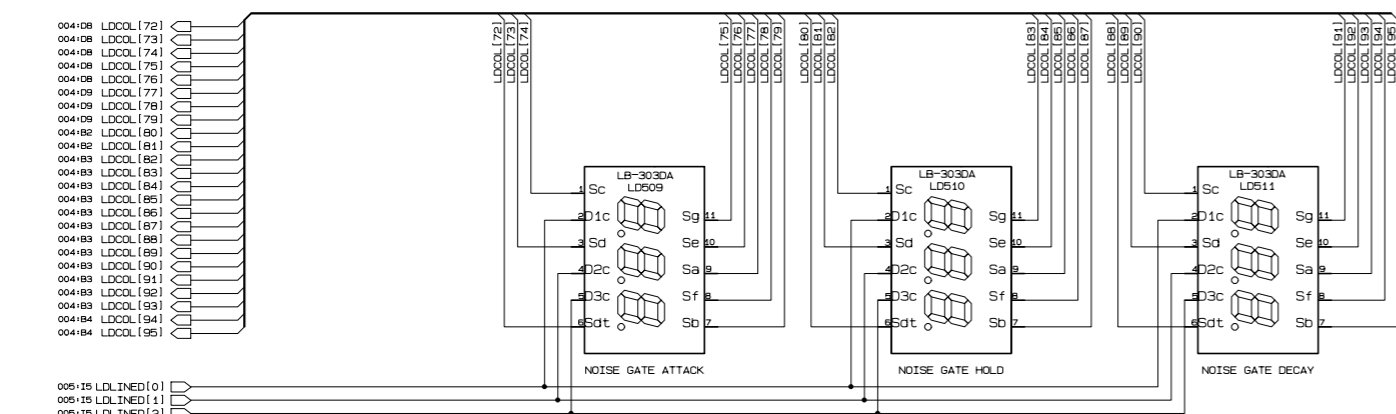 004:D8 LDCOL[72]
004:D8 LDCOL[73]
004:D8 LDCOL[74]
004:D8 LDCOL[75]
004:D8 LDCOL[76]
004:D9 LDCOL[77]
004:D9 LDCOL[78]
004:D9 LDCOL[79]
004:B2 LDCOL[80]
004:B2 LDCOL[81]
004:B3 LDCOL[82]
004:B3 LDCOL[83]
004:B3 LDCOL[84]
004:B3 LDCOL[85]
004:B3 LDCOL[86]
004:B3 LDCOL[87]
004:B3 LDCOL[88]
004:B3 LDCOL[89]
004:B3 LDCOL[90]
004:B3 LDCOL[91]
004:B3 LDCOL[92]
004:B3 LDCOL[93]
004:B4 LDCOL[94]
004:B4 LDCOL[95]
005:I5 LDLINED[0]
005:I5 LDLINED[1]
005:I5 LDLINED[2]
LDCOL[72]
LDCOL[73]
LDCOL[74]
LDCOL[75]
LDCOL[76]
LDCOL[77]
LDCOL[78]
LDCOL[79]
LB-303DA
LD509
1 Sc
2 D1c
3 Sd
4 D2c
5 D3c
6 Sdt
Sg 11
Se 10
Sa 9
Sf 8
Sb 7
NOISE GATE ATTACK
LDCOL[80]
LDCOL[81]
LDCOL[82]
LDCOL[83]
LDCOL[84]
LDCOL[85]
LDCOL[86]
LDCOL[87]
LB-303DA
LD510
1 Sc
2 D1c
3 Sd
4 D2c
5 D3c
6 Sdt
Sg 11
Se 10
Sa 9
Sf 8
Sb 7
NOISE GATE HOLD
LDCOL[88]
LDCOL[89]
LDCOL[90]
LDCOL[91]
LDCOL[92]
LDCOL[93]
LDCOL[94]
LDCOL[95]
LB-303DA
LD511
1 Sc
2 D1c
3 Sd
4 D2c
5 D3c
6 Sdt
Sg 11
Se 10
Sa 9
Sf 8
Sb 7
NOISE GATE DECAY